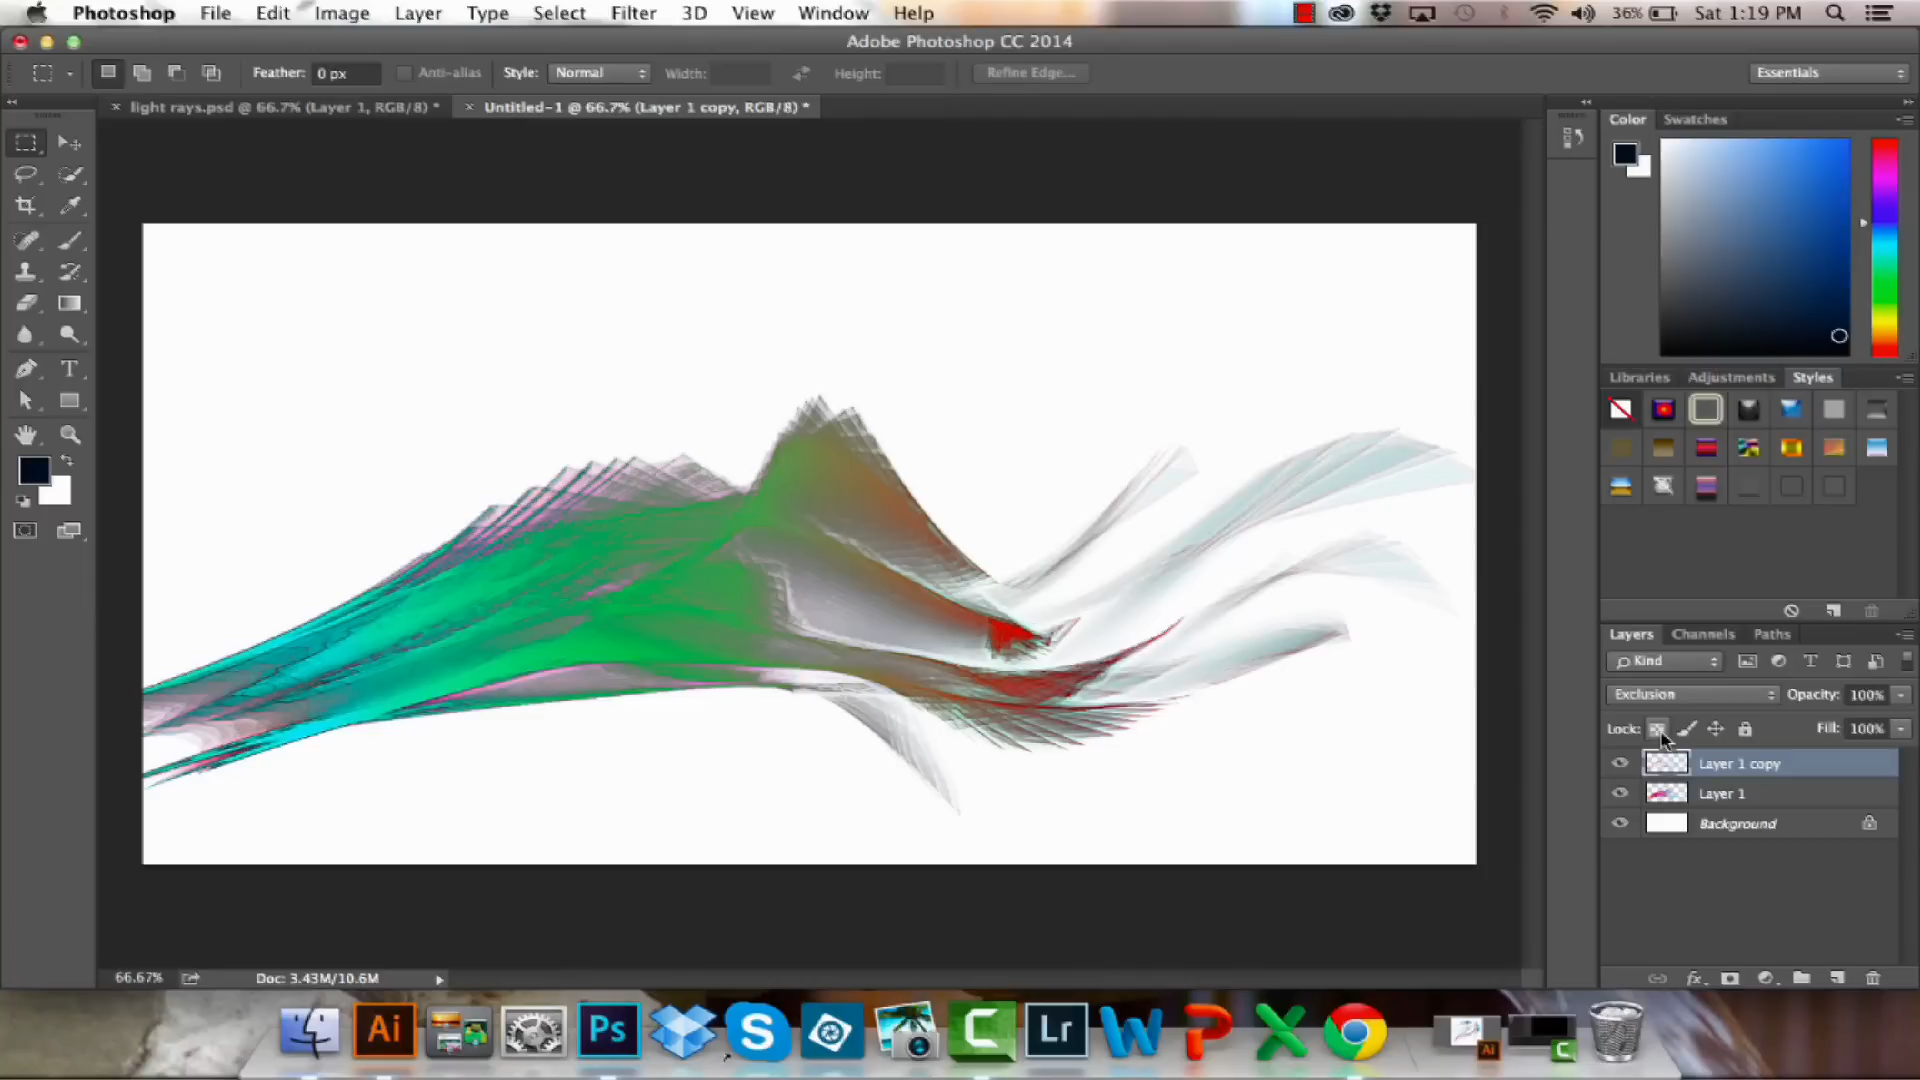 Photoshop File Edit Image Layer Type Select Filter 3D View Window Help 36% Sat 1:19 PM
Adobe Photoshop CC 2014
Feather: 0 px Anti-alias Style: Normal Width: Height: Refine Edge... Essentials
× light rays.psd @ 66.7% (Layer 1, RGB/8) * × Untitled-1 @ 66.7% (Layer 1 copy, RGB/8) *
Color Swatches
Libraries Adjustments Styles
Layers Channels Paths
Kind
Exclusion Opacity: 100%
Lock: Fill: 100%
Layer 1 copy
Layer 1
Background
fx
66.67% Doc: 3.43M/10.6M
Ai Ps S C Lr W P X Ai C